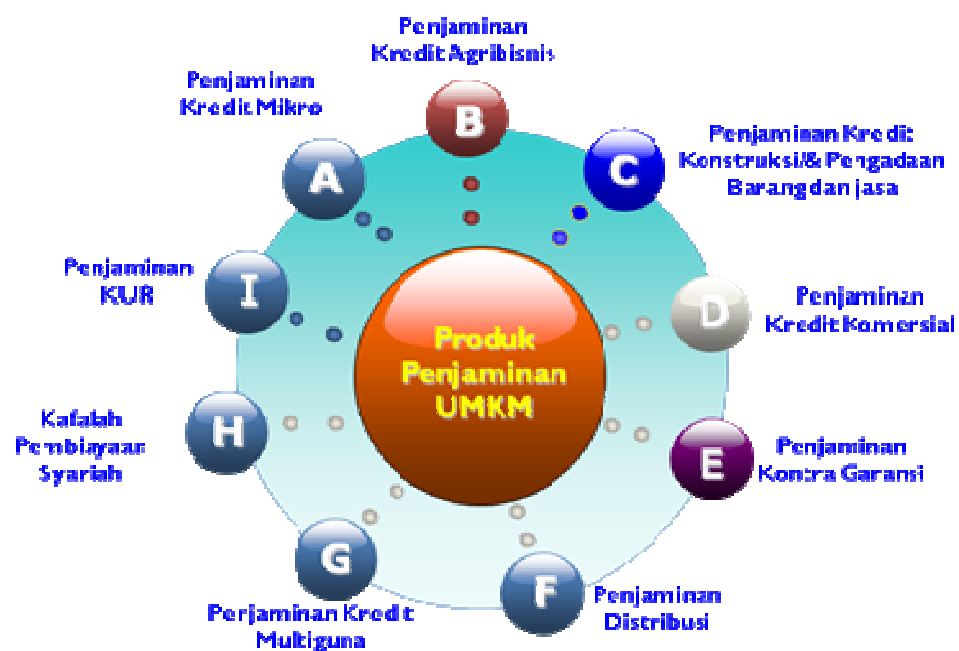 Penjaminan
Kredit Agribisnis
Penjaminan
Kredit Mikro
B
A
C
Penjaminan Kredit
Konstruksi/& Pengadaan
Barang dan Jasa
Penjaminan
KUR
I
D
Penjaminan
Kredit Komersial
Produk
Penjaminan
UMKM
Kafalah
Pembiayaan
Syariah
H
E
Penjaminan
Kontra Garansi
G
F
Penjaminan Kredit
Multiguna
Penjaminan
Distribusi